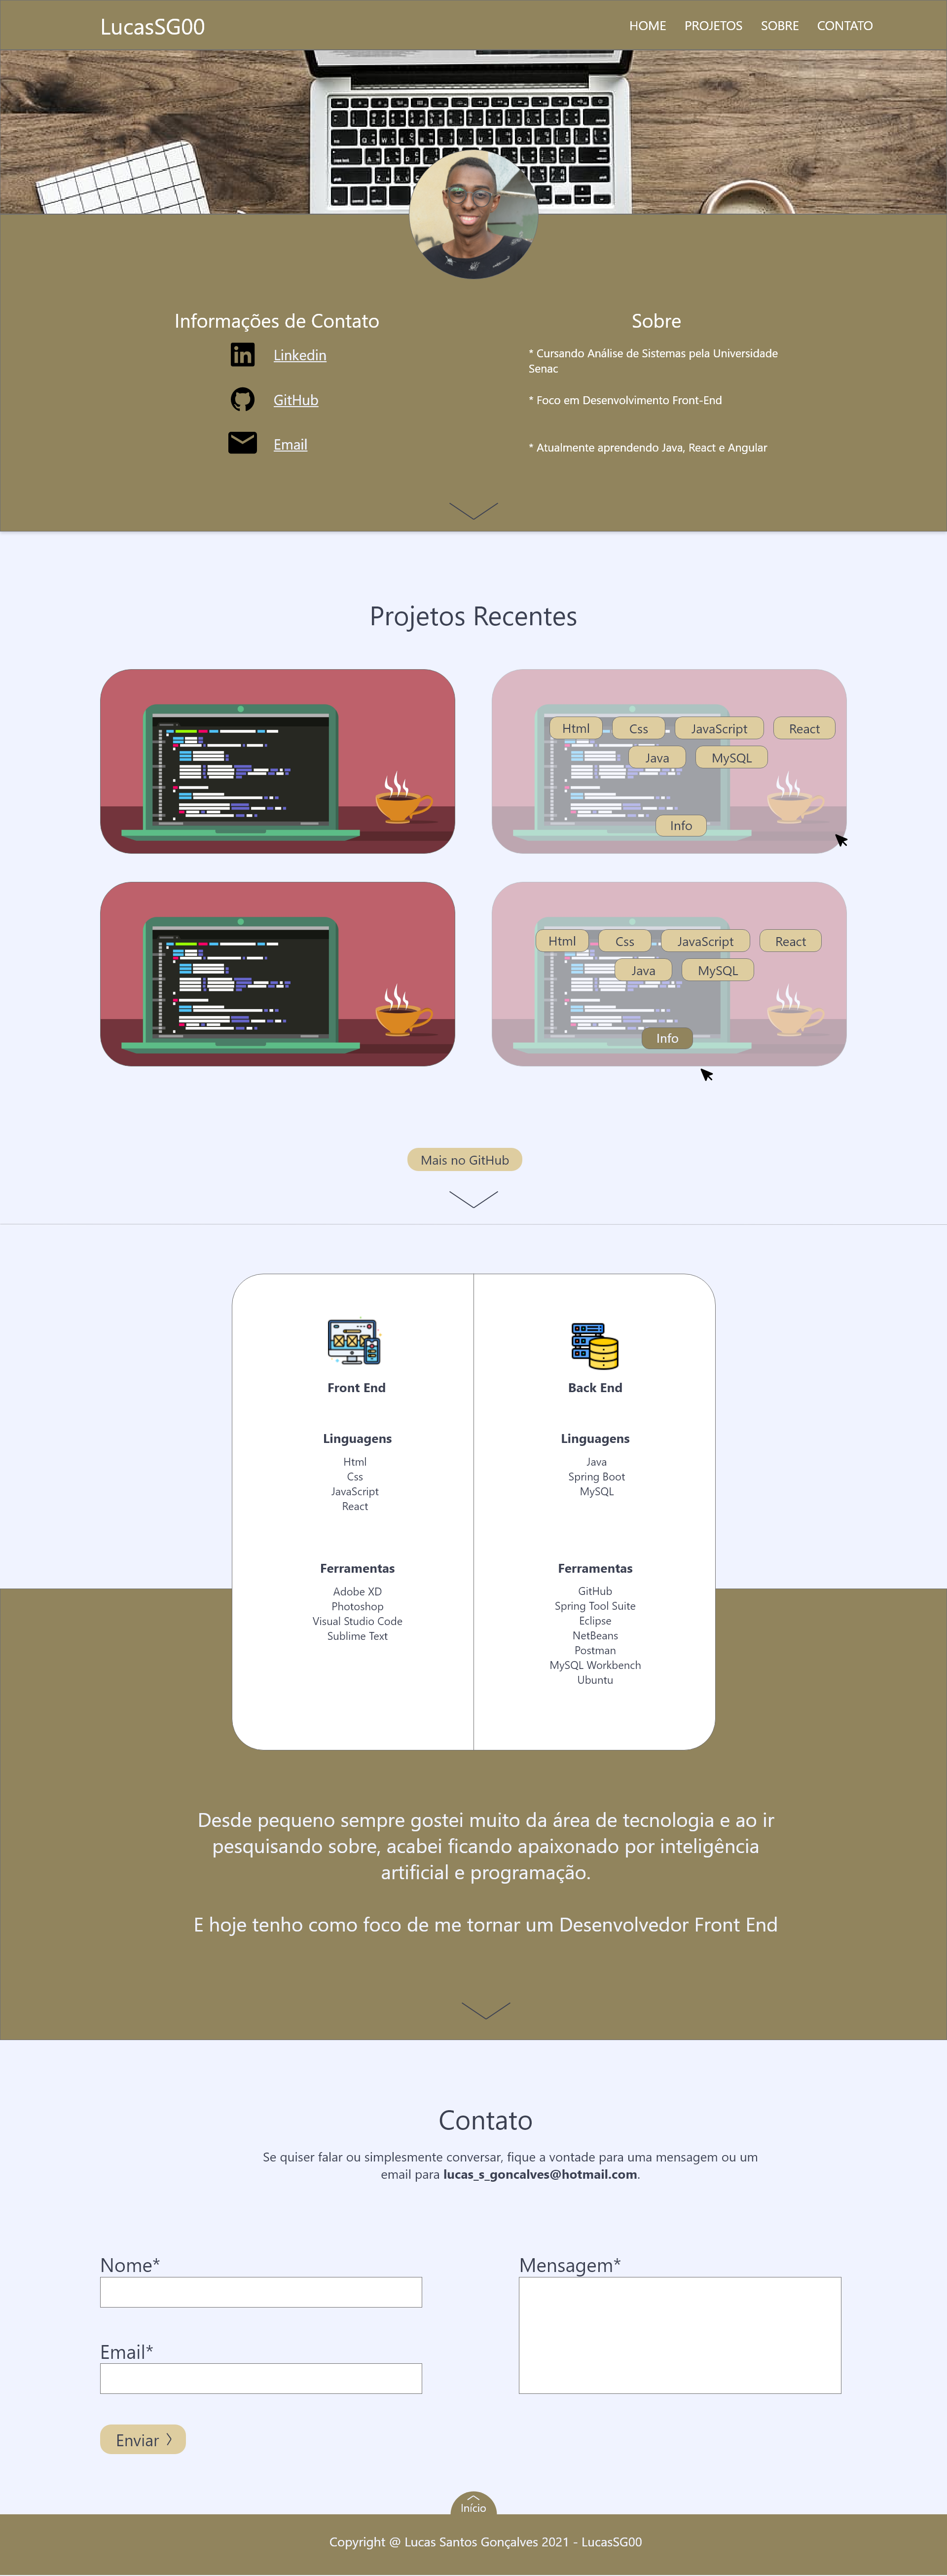 LucasSG00
HOME PROJETOS SOBRE CONTATO
Informações de Contato
Linkedin
GitHub
Email
Sobre
* Cursando Análise de Sistemas pela Universidade
Senac
* Foco em Desenvolvimento Front-End
* Atualmente aprendendo Java, React e Angular
Projetos Recentes
Html Css JavaScript React
Java MySQL
Info
Html Css JavaScript React
Java MySQL
Info
Mais no GitHub
Front End
Linguagens
Html
Css
JavaScript
React
Ferramentas
Adobe XD
Photoshop
Visual Studio Code
Sublime Text
Back End
Linguagens
Java
Spring Boot
MySQL
Ferramentas
GitHub
Spring Tool Suite
Eclipse
NetBeans
Postman
MySQL Workbench
Ubuntu
Desde pequeno sempre gostei muito da área de tecnologia e ao ir
pesquisando sobre, acabei ficando apaixonado por inteligência
artificial e programação.
E hoje tenho como foco de me tornar um Desenvolvedor Front End
Contato
Se quiser falar ou simplesmente conversar, fique a vontade para uma mensagem ou um
email para lucas_s_goncalves@hotmail.com.
Nome*
Email*
Mensagem*
Enviar
Início
Copyright @ Lucas Santos Gonçalves 2021 - LucasSG00